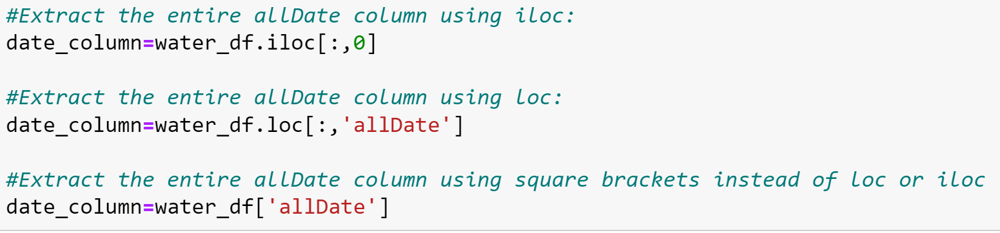 #Extract the entire allDate column using iloc:
date_column=water_df.iloc[:,0]
#Extract the entire allDate column using loc:
date_column=water_df.loc[:,'allDate']
#Extract the entire allDate column using square brackets instead of loc or iloc
date_column=water_df['allDate']